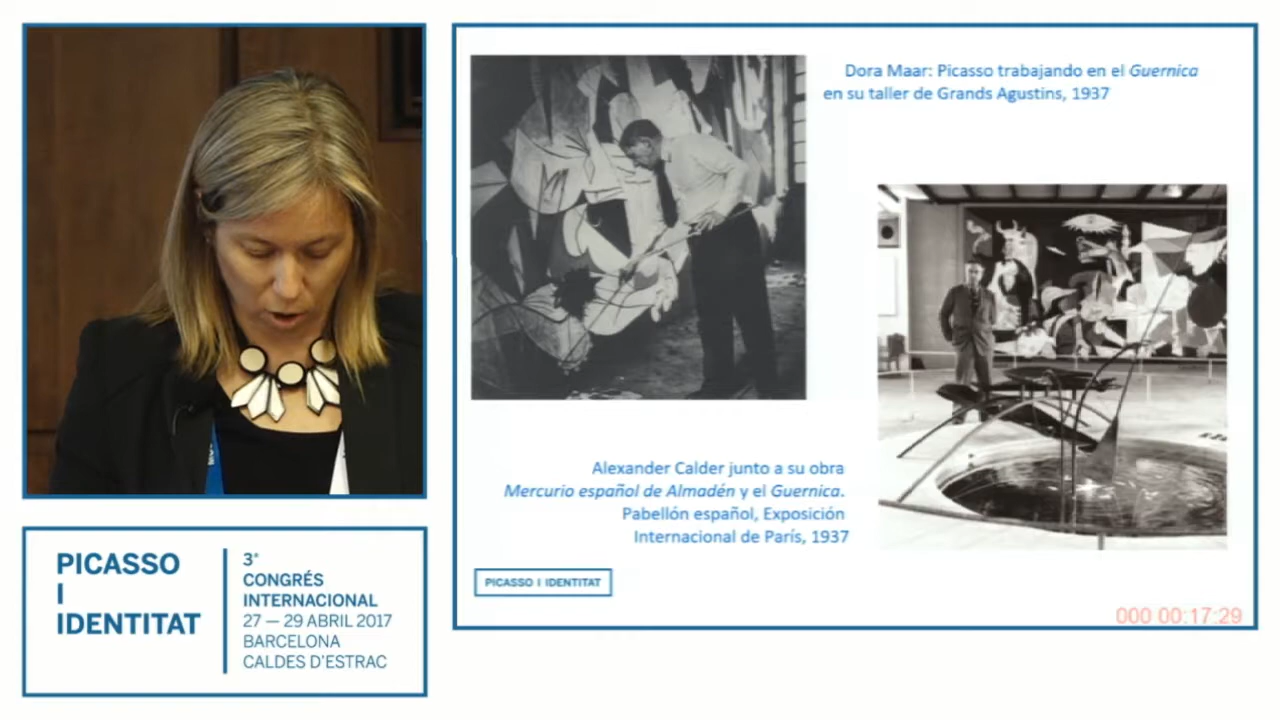 Dora Maar: Picasso trabajando en el Guernica
en su taller de Grands Agustins, 1937
Alexander Calder junto a su obra
Mercurio español de Almadén y el Guernica.
Pabellón español, Exposición
Internacional de París, 1937
PICASSO I IDENTITAT
000 00:17:29
PICASSO
I
IDENTITAT
3º
CONGRÉS
INTERNACIONAL
27 — 29 ABRIL 2017
BARCELONA
CALDES D'ESTRAC